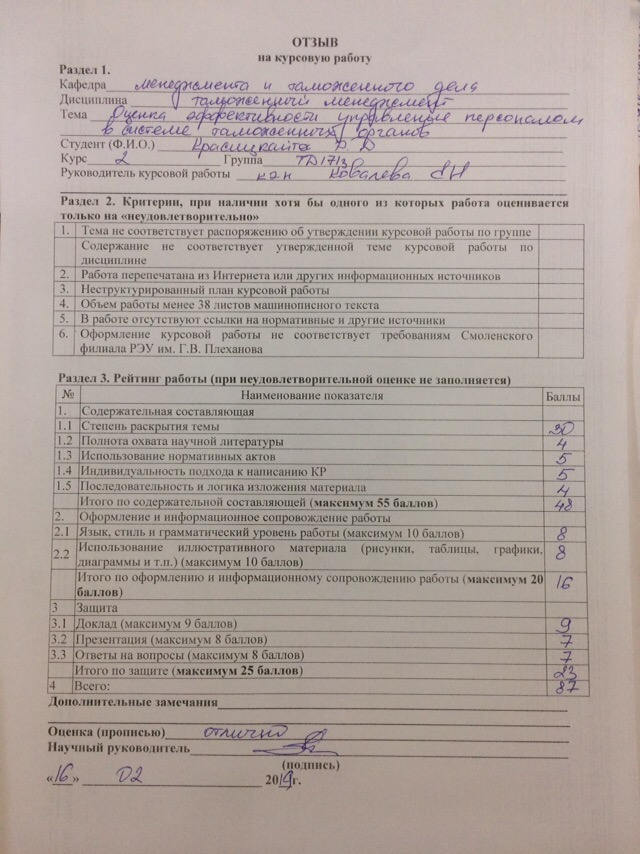 ОТЗЫВ
на курсовую работу
Раздел 1.
Кафедра менеджмента и таможенного дела
Дисциплина таможенный менеджмент
Тема Оценка эффективности управления персоналом
в системе таможенных органов
Студент (Ф.И.О.)
Курс 2 Группа ТД17/3
Руководитель курсовой работы кэн Ковалева
Раздел 2. Критерии, при наличии хотя бы одного из которых работа оценивается
только на «неудовлетворительно»
1. Тема не соответствует распоряжению об утверждении курсовой работы по группе
Содержание не соответствует утвержденной теме курсовой работы по
дисциплине
2. Работа перепечатана из Интернета или других информационных источников
3. Неструктурированный план курсовой работы
4. Объем работы менее 38 листов машинописного текста
5. В работе отсутствуют ссылки на нормативные и другие источники
6. Оформление курсовой работы не соответствует требованиям Смоленского
филиала РЭУ им. Г.В. Плеханова
Раздел 3. Рейтинг работы (при неудовлетворительной оценке не заполняется)
№ Наименование показателя Баллы
1. Содержательная составляющая
1.1 Степень раскрытия темы 30
1.2 Полнота охвата научной литературы 4
1.3 Использование нормативных актов 5
1.4 Индивидуальность подхода к написанию КР 5
1.5 Последовательность и логика изложения материала 4
Итого по содержательной составляющей (максимум 55 баллов) 48
2. Оформление и информационное сопровождение работы
2.1 Язык, стиль и грамматический уровень работы (максимум 10 баллов) 8
2.2 Использование иллюстративного материала (рисунки, таблицы, графики, 8
диаграммы и т.п.) (максимум 10 баллов)
Итого по оформлению и информационному сопровождению работы (максимум 20 16
баллов)
3 Защита
3.1 Доклад (максимум 9 баллов) 9
3.2 Презентация (максимум 8 баллов) 7
3.3 Ответы на вопросы (максимум 8 баллов) 7
Итого по защите (максимум 25 баллов) 23
4 Всего: 87
Дополнительные замечания
Оценка (прописью) отлично
Научный руководитель
(подпись)
«16» 02 2019г.